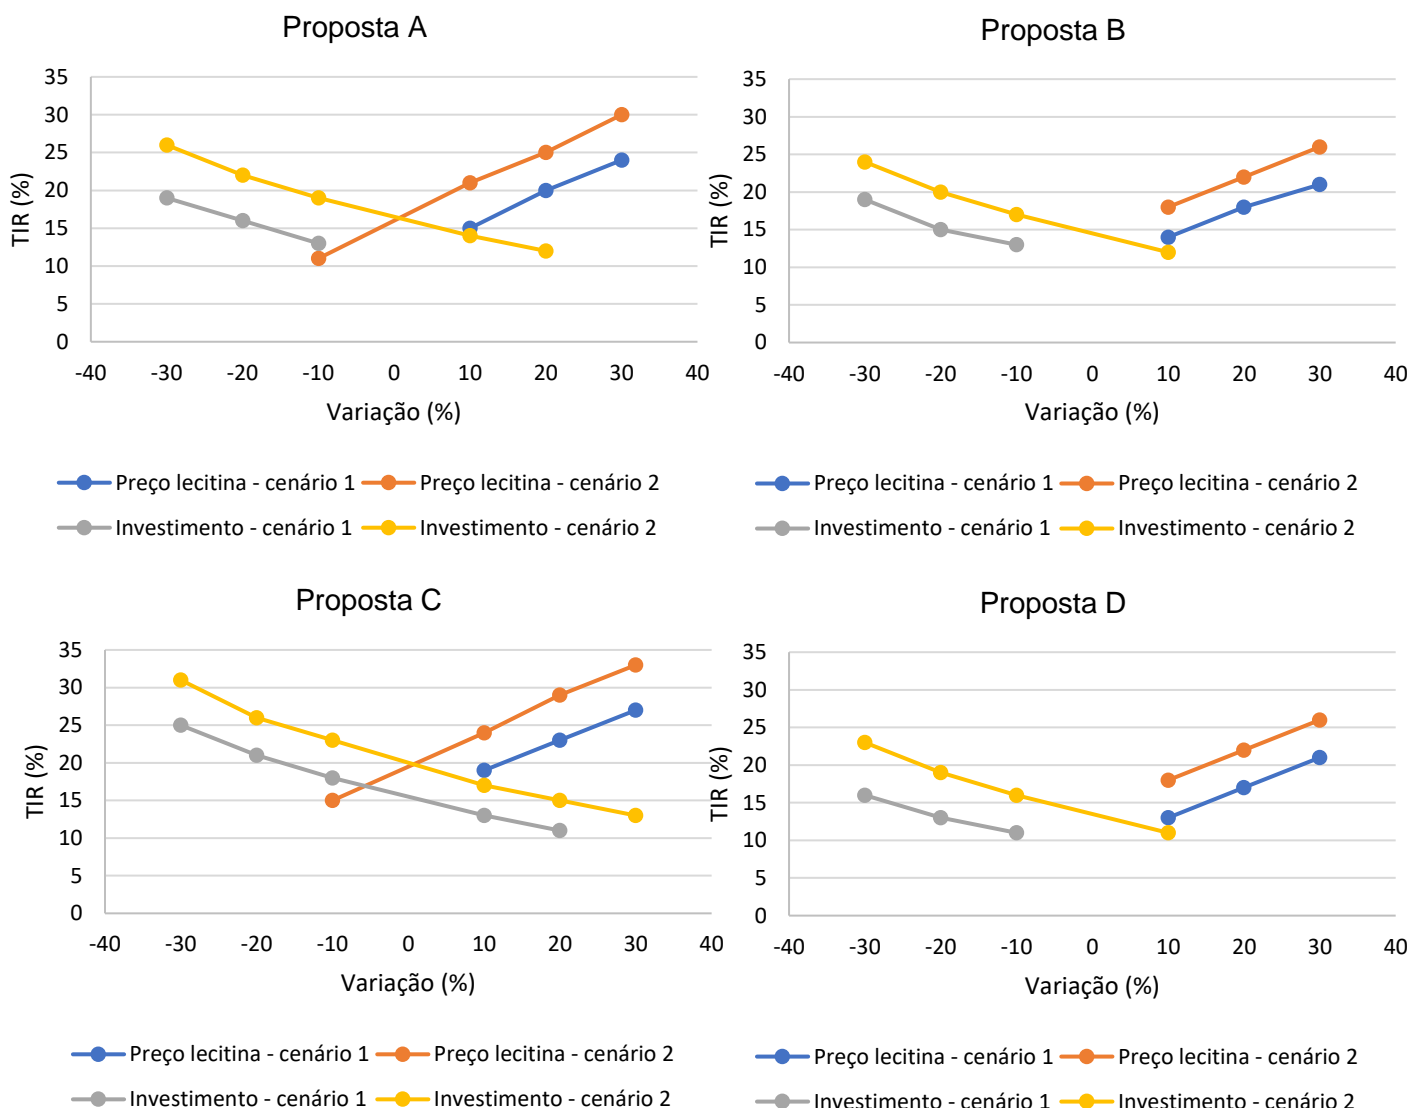 Proposta A
35
30
25
20
15
10
5
0
TIR (%)
-40 -30 -20 -10 0 10 20 30 40
Variação (%)
Preço lecitina - cenário 1 Preço lecitina - cenário 2
Investimento - cenário 1 Investimento - cenário 2
Proposta B
35
30
25
20
15
10
5
0
TIR (%)
-40 -30 -20 -10 0 10 20 30 40
Variação (%)
Preço lecitina - cenário 1 Preço lecitina - cenário 2
Investimento - cenário 1 Investimento - cenário 2
Proposta C
35
30
25
20
15
10
5
0
TIR (%)
-40 -30 -20 -10 0 10 20 30 40
Variação (%)
Preço lecitina - cenário 1 Preço lecitina - cenário 2
Investimento - cenário 1 Investimento - cenário 2
Proposta D
35
30
25
20
15
10
5
0
TIR (%)
-40 -30 -20 -10 0 10 20 30 40
Variação (%)
Preço lecitina - cenário 1 Preço lecitina - cenário 2
Investimento - cenário 1 Investimento - cenário 2